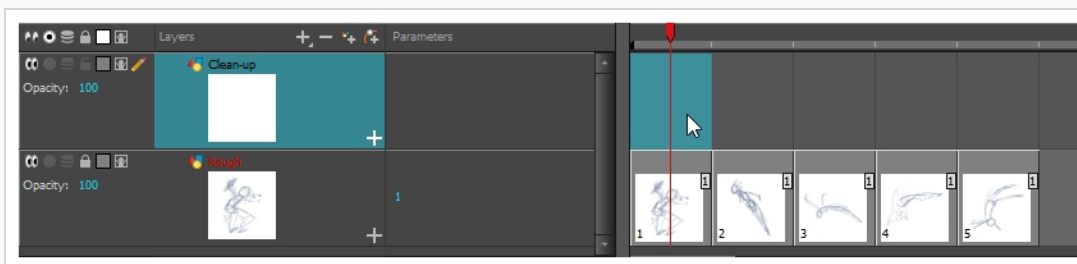 Layers
Parameters
Clean-up
Opacity: 100
Rough
Opacity: 100
1
1 1 1 1 1
1 2 3 4 5